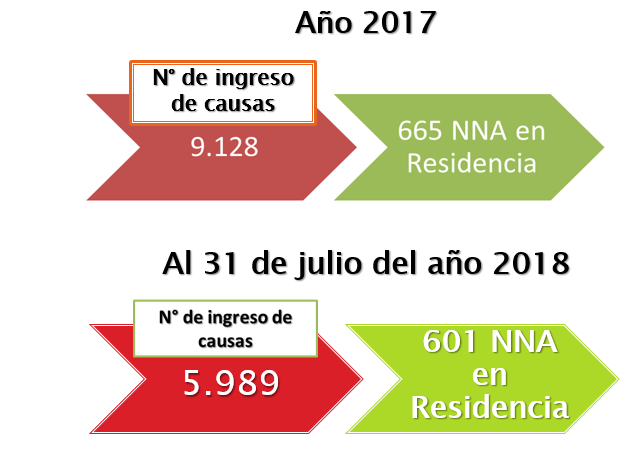 Año 2017
N° de ingreso
de causas
9.128
665 NNA en
Residencia
Al 31 de julio del año 2018
N° de ingreso de
causas
5.989
601 NNA
en
Residencia